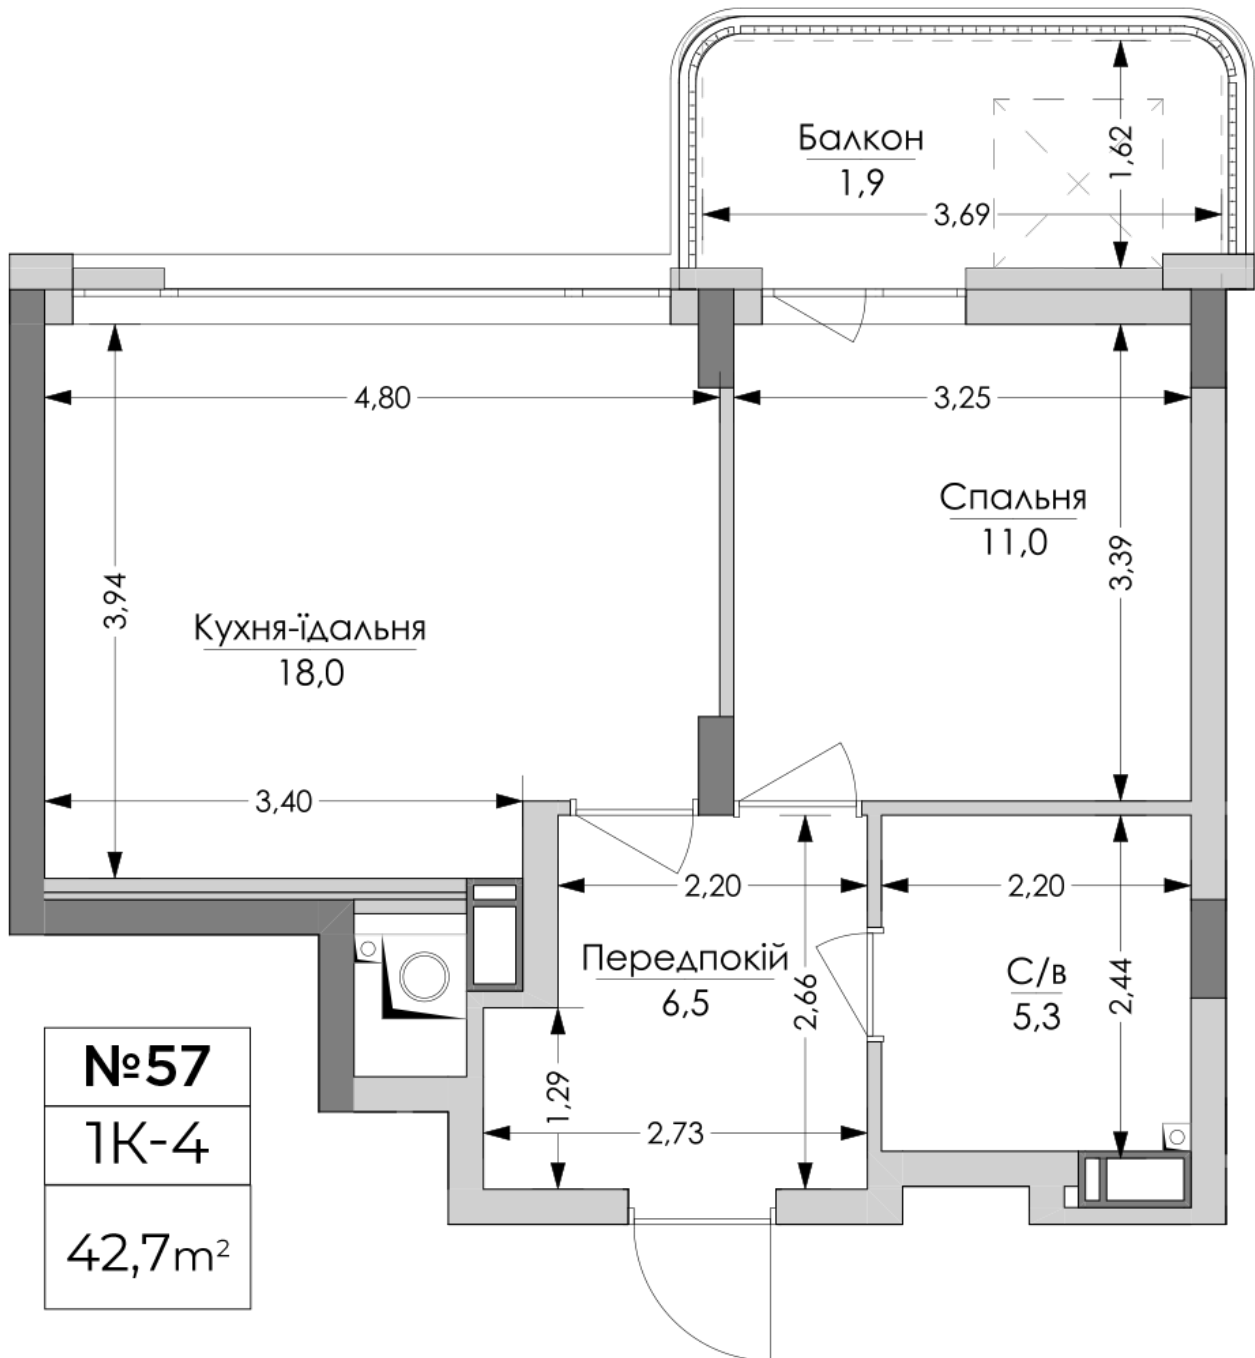 Балкон
1,9
1,62
3,69
4,80
3,25
Спальня
11,0
3,94
3,39
Кухня-їдальня
18,0
3,40
2,20
2,20
Передпокій
6,5
2,66
С/в
5,3
2,44
№57
1К-4
42,7m²
1,29
2,73